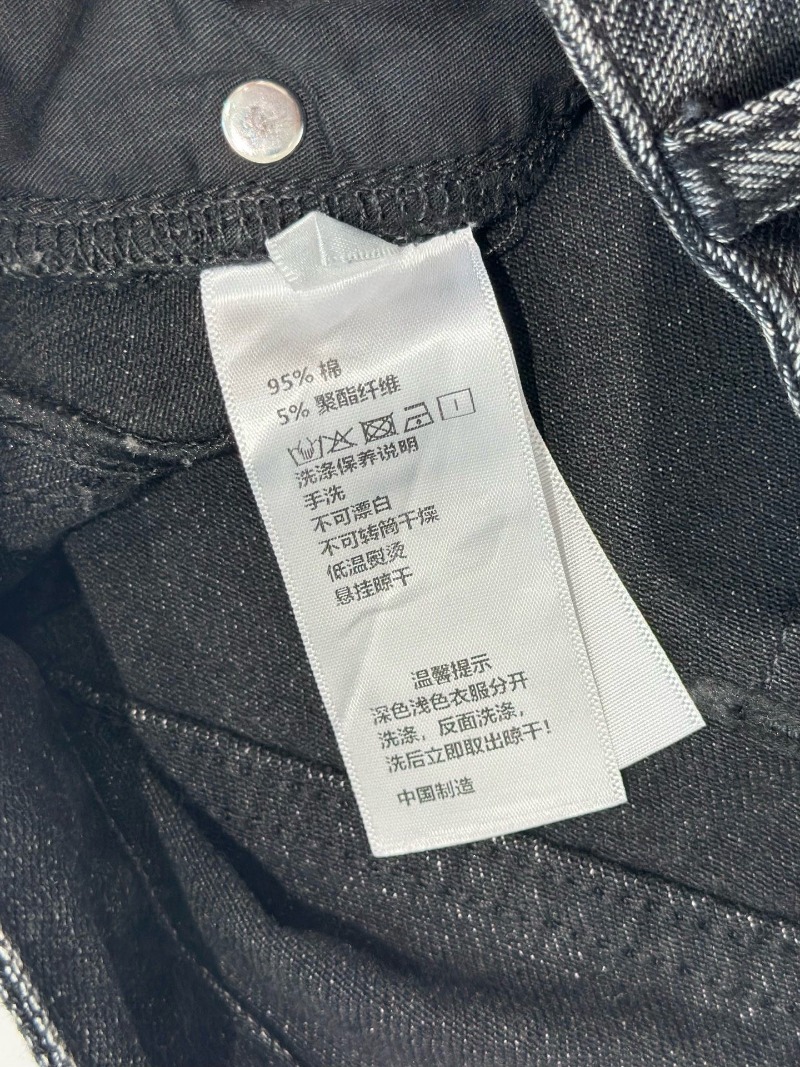 95% 棉
5% 聚酯纤维
洗涤保养说明
手洗
不可漂白
不可转筒干燥
低温熨烫
悬挂晾干
温馨提示
深色浅色衣服分开
洗涤，反面洗涤，
洗后立即取出晾干！
中国制造